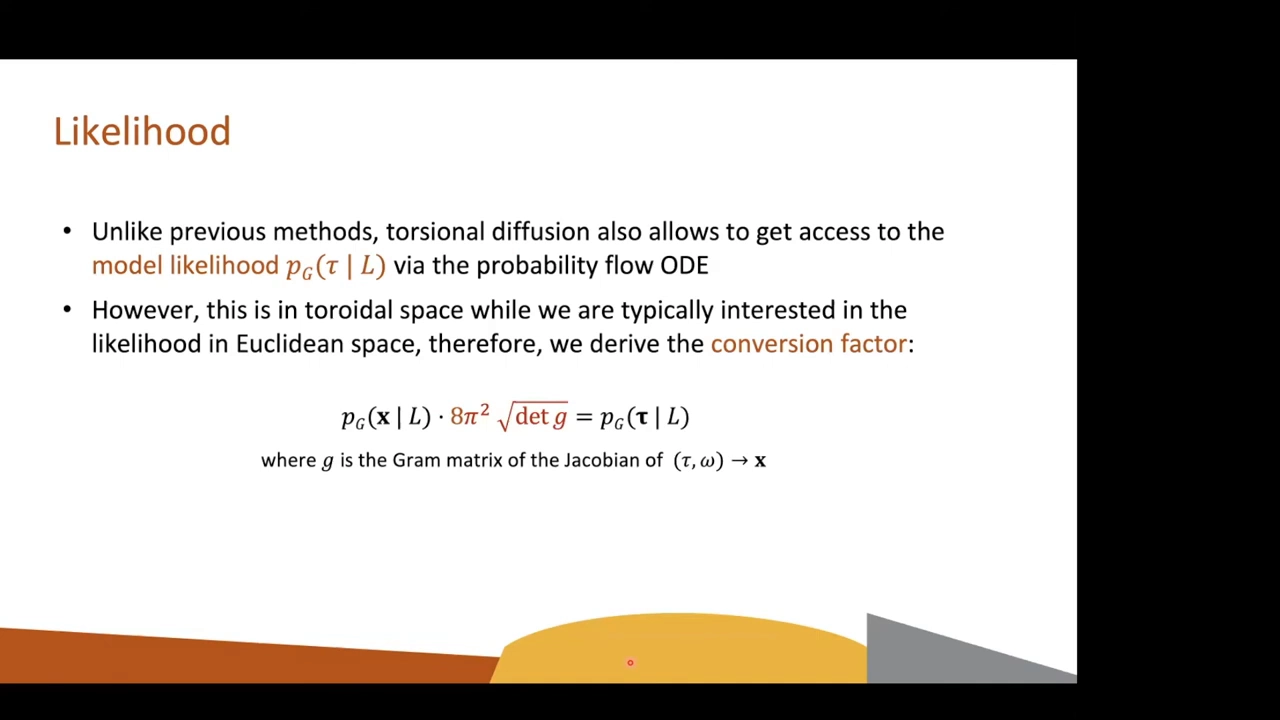 Likelihood
• Unlike previous methods, torsional diffusion also allows to get access to the
model likelihood p_G(τ | L) via the probability flow ODE
• However, this is in toroidal space while we are typically interested in the
likelihood in Euclidean space, therefore, we derive the conversion factor:
p_G(𝐱 | L) · 8π² √(det g) = p_G(𝛕 | L)
where g is the Gram matrix of the Jacobian of (τ, ω) → 𝐱